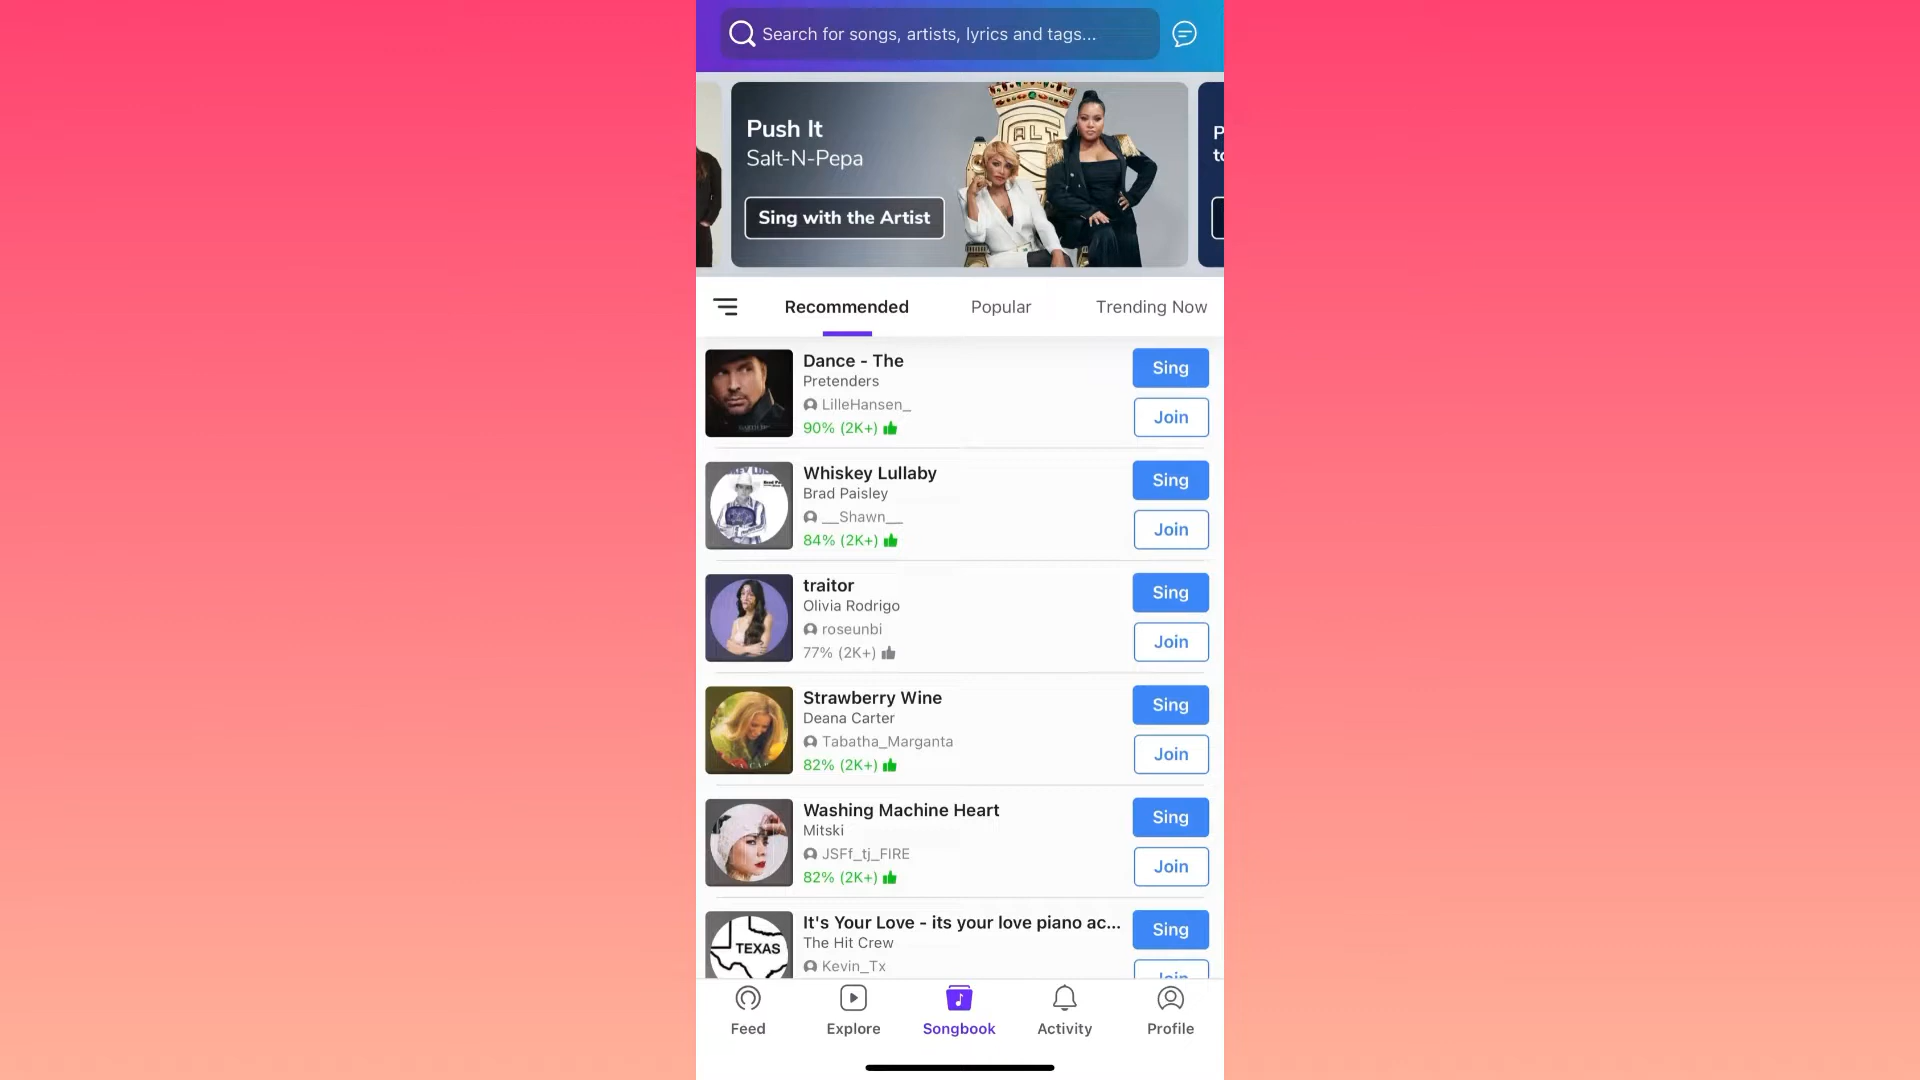 Search for songs, artists, lyrics and tags...
Push It
Salt-N-Pepa
Sing with the Artist
SALT
P
to
Recommended
Popular
Trending Now
Dance - The
Pretenders
LilleHansen_
90% (2K+)
Sing
Join
Whiskey Lullaby
Brad Paisley
__Shawn__
84% (2K+)
Sing
Join
traitor
Olivia Rodrigo
roseunbi
77% (2K+)
Sing
Join
Strawberry Wine
Deana Carter
Tabatha_Marganta
82% (2K+)
Sing
Join
Washing Machine Heart
Mitski
JSFf_tj_FIRE
82% (2K+)
Sing
Join
TEXAS
It's Your Love - its your love piano ac...
The Hit Crew
Kevin_Tx
Sing
Join
Feed
Explore
Songbook
Activity
Profile